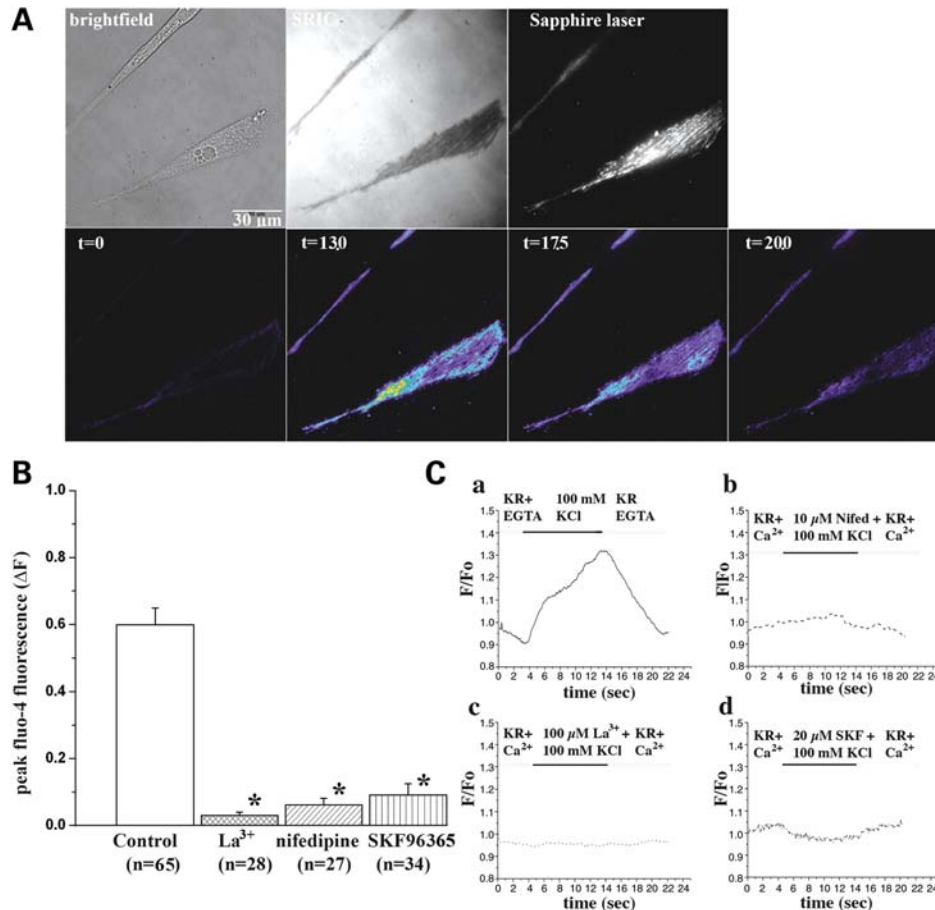 A
brightfield
SRIC
Sapphire laser
30 µm
t=0
t=13.0
t=17.5
t=20.0
B
peak fluo-4 fluorescence (ΔF)
1.0
0.8
0.6
0.4
0.2
0.0
*
*
*
Control La³⁺ nifedipine SKF96365
(n=65) (n=28) (n=27) (n=34)
C
a
KR+ 100 mM KR
EGTA KCl EGTA
F/Fo
1.5
1.4
1.3
1.2
1.1
1.0
0.9
0.8
0 2 4 6 8 10 12 14 16 18 20 22 24
time (sec)
b
KR+ 10 µM Nifed + KR+
Ca²⁺ 100 mM KCl Ca²⁺
F|Fo
1.5
1.4
1.3
1.2
1.1
1.0
0.9
0.8
0 2 4 6 8 10 12 14 16 18 20 22 24
time (sec)
c
KR+ 100 µM La³⁺ + KR+
Ca²⁺ 100 mM KCl Ca²⁺
F/Fo
1.5
1.4
1.3
1.2
1.1
1.0
0.9
0.8
0 2 4 6 8 10 12 14 16 18 20 22 24
time (sec)
d
KR+ 20 µM SKF + KR+
Ca²⁺ 100 mM KCl Ca²⁺
F/Fo
1.5
1.4
1.3
1.2
1.1
1.0
0.9
0.8
0 2 4 6 8 10 12 14 16 18 20 22 24
time (sec)